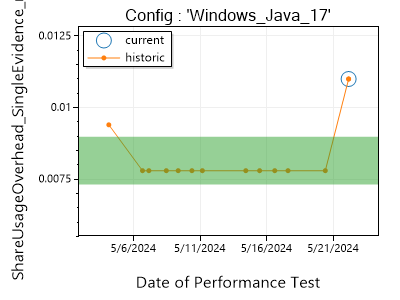 Config : 'Windows_Java_17'
current
historic
0.0125
0.01
0.0075
ShareUsageOverhead_SingleEvidence_
5/6/2024
5/11/2024
5/16/2024
5/21/2024
Date of Performance Test